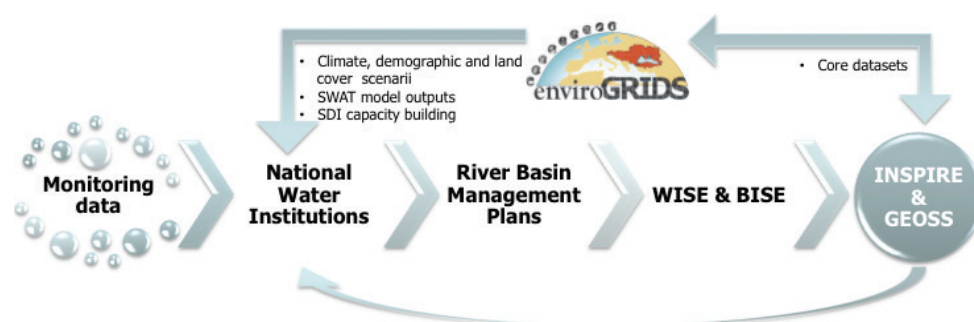 • Climate, demographic and land
cover scenarii
• SWAT model outputs
• SDI capacity building
enviroGRIDS
• Core datasets
Monitoring
data
National
Water
Institutions
River Basin
Management
Plans
WISE & BISE
INSPIRE
&
GEOSS